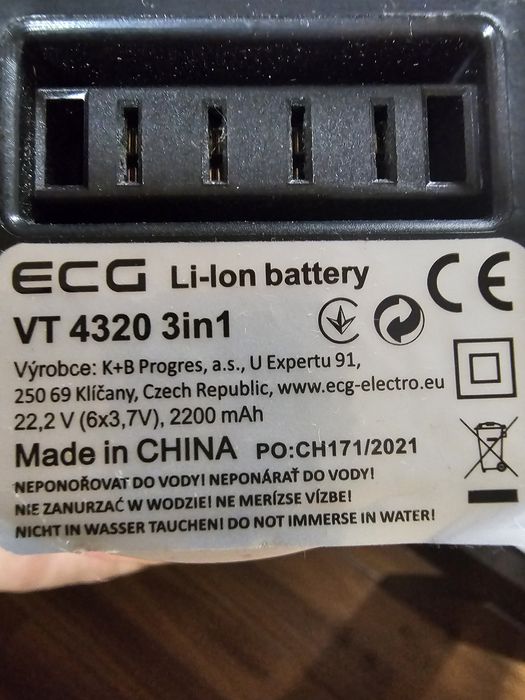 ECG Li-Ion battery
CE
VT 4320 3in1
Výrobce: K+B Progres, a.s., U Expertu 91,
250 69 Klíčany, Czech Republic, www.ecg-electro.eu
22,2 V (6x3,7V), 2200 mAh
Made in CHINA PO:CH171/2021
NEPONOŘOVAT DO VODY! NEPONÁRAŤ DO VODY!
NIE ZANURZAĆ W WODZIE! NE MERÍZSE VÍZBE!
NICHT IN WASSER TAUCHEN! DO NOT IMMERSE IN WATER!